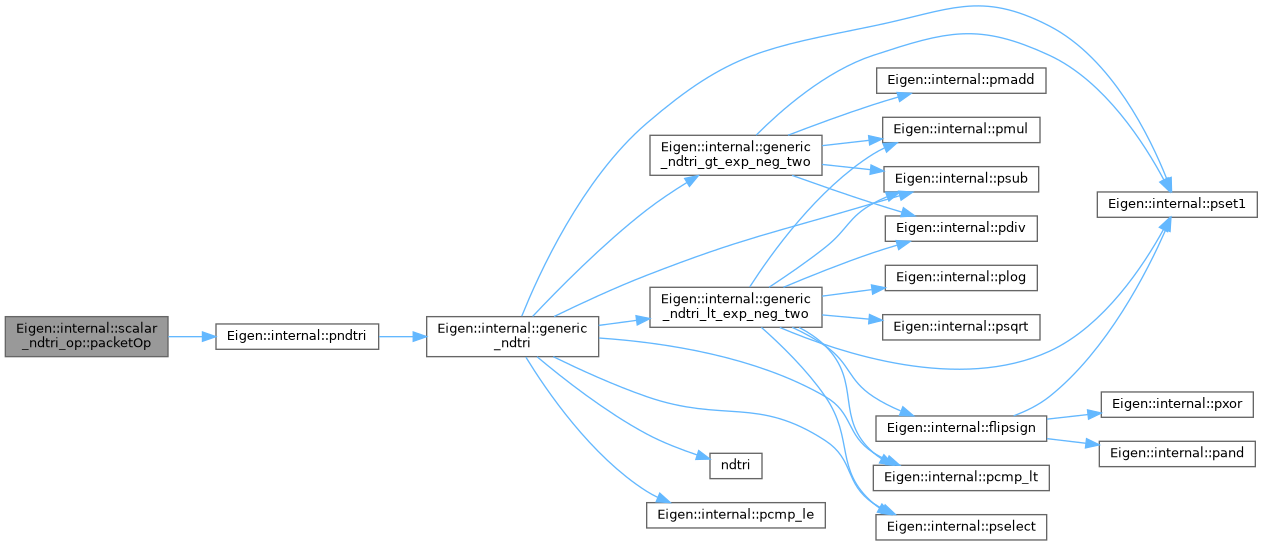 Eigen::internal::scalar
_ndtri_op::packetOp
Eigen::internal::pndtri
Eigen::internal::generic
_ndtri
Eigen::internal::generic
_ndtri_gt_exp_neg_two
Eigen::internal::generic
_ndtri_lt_exp_neg_two
ndtri
Eigen::internal::pcmp_le
Eigen::internal::pmadd
Eigen::internal::pmul
Eigen::internal::psub
Eigen::internal::pdiv
Eigen::internal::plog
Eigen::internal::psqrt
Eigen::internal::flipsign
Eigen::internal::pcmp_lt
Eigen::internal::pselect
Eigen::internal::pset1
Eigen::internal::pxor
Eigen::internal::pand